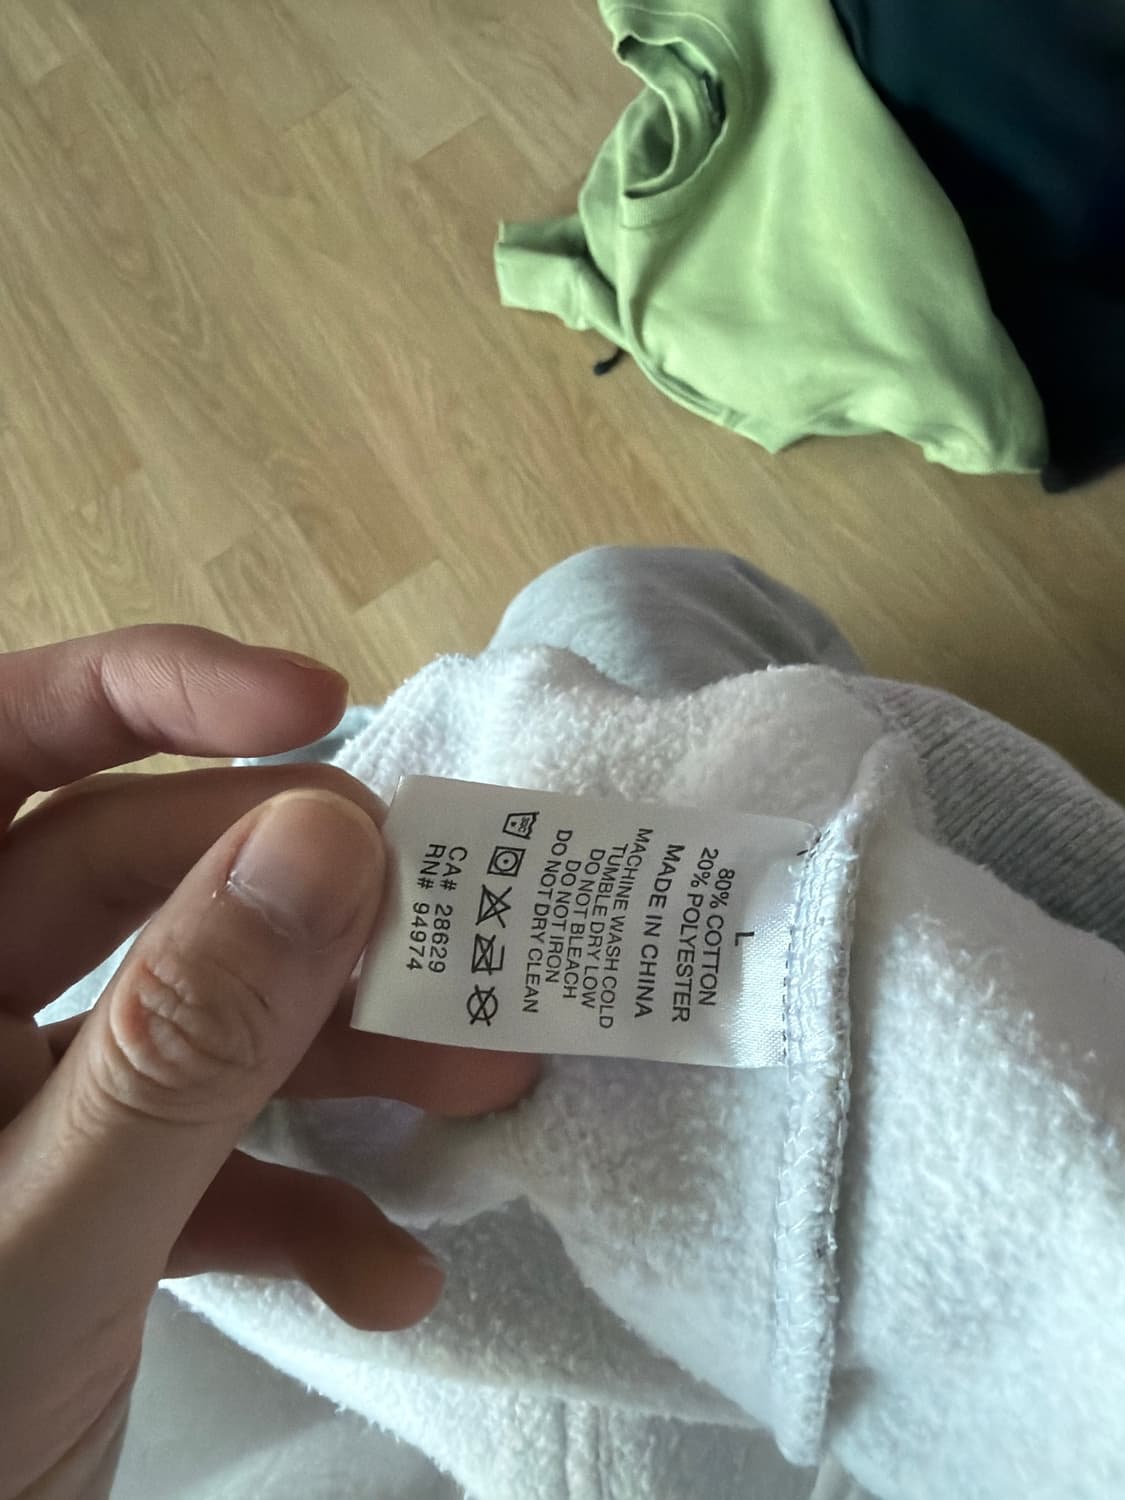 L
80% COTTON
20% POLYESTER
MADE IN CHINA
MACHINE WASH COLD
TUMBLE DRY LOW
DO NOT BLEACH
DO NOT IRON
DO NOT DRY CLEAN
CA# 28629
RN# 94974